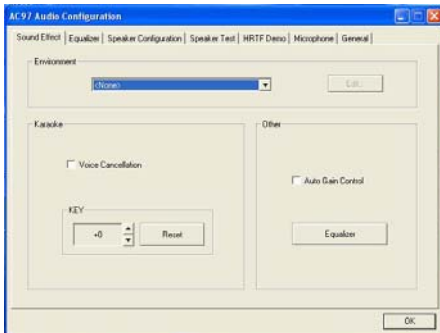 AC97 Audio Configuration
Sound Effect | Equalizer | Speaker Configuration | Speaker Test | HRTF Demo | Microphone | General
Environment
<None>
Edit
Karaoke
Other
Voice Cancellation
Auto Gain Control
KEY
+0
Reset
Equalizer
OK